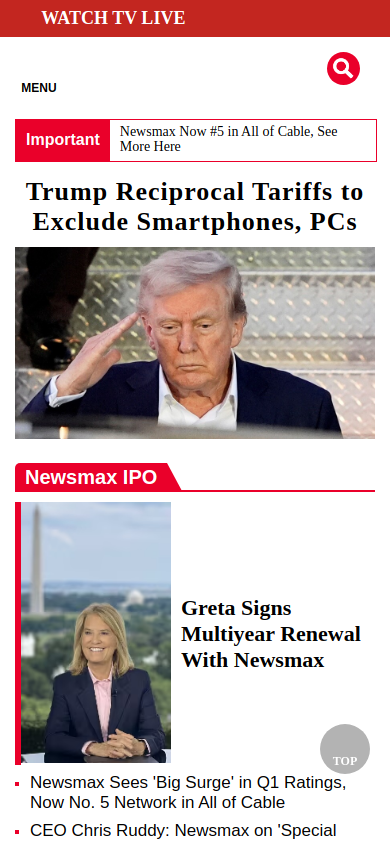 WATCH TV LIVE
MENU
Important
Newsmax Now #5 in All of Cable, See
More Here
Trump Reciprocal Tariffs to
Exclude Smartphones, PCs
Newsmax IPO
Greta Signs
Multiyear Renewal
With Newsmax
TOP
Newsmax Sees 'Big Surge' in Q1 Ratings,
Now No. 5 Network in All of Cable
CEO Chris Ruddy: Newsmax on 'Special